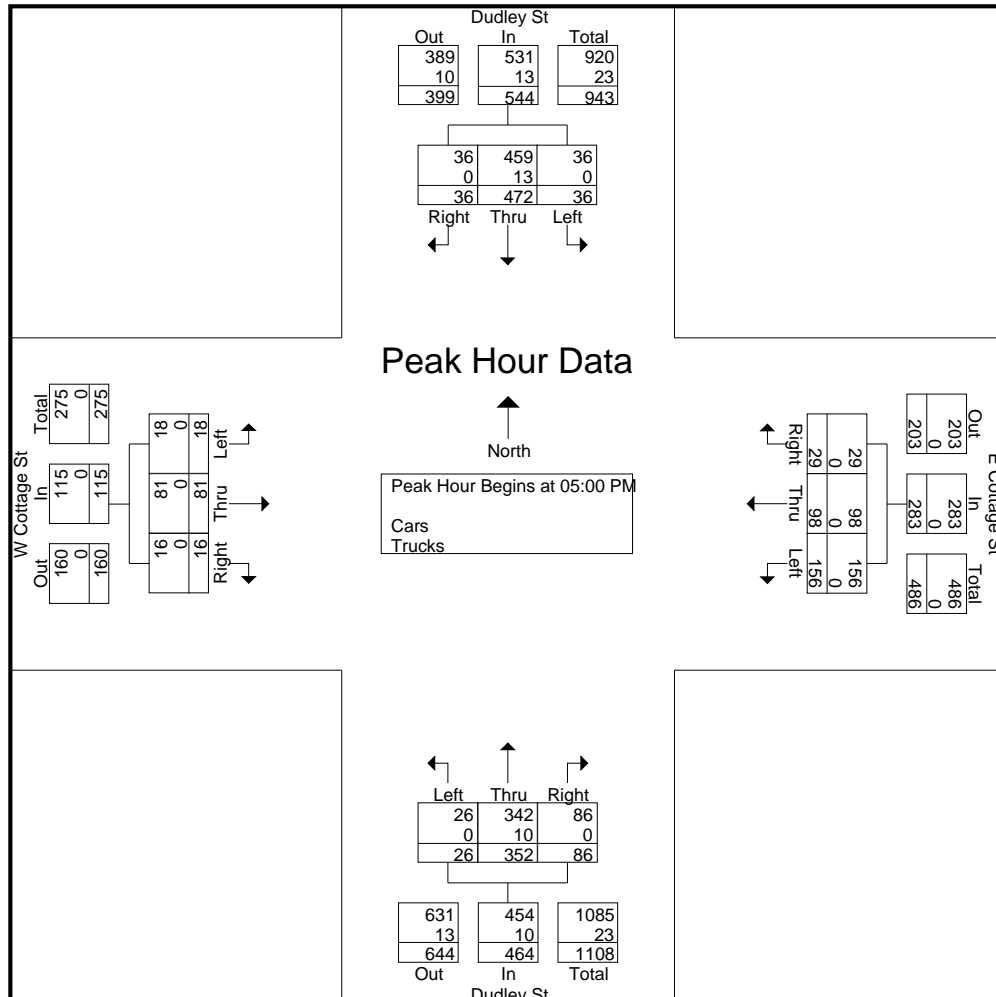 Dudley St
Out In Total
389 531 920
10 13 23
399 544 943
36 459 36
0 13 0
36 472 36
Right Thru Left
Peak Hour Data
North
Peak Hour Begins at 05:00 PM
Cars
Trucks
W Cottage St
Total In Out
275 115 160
0 0 0
275 115 160
18 81 16
0 0 0
18 81 16
Left Thru Right
Right Thru Left
29 98 156
0 0 0
29 98 156
203 283 486
0 0 0
203 283 486
Out In Total
E Cottage St
Left Thru Right
26 342 86
0 10 0
26 352 86
631 454 1085
13 10 23
644 464 1108
Out In Total
Dudley St